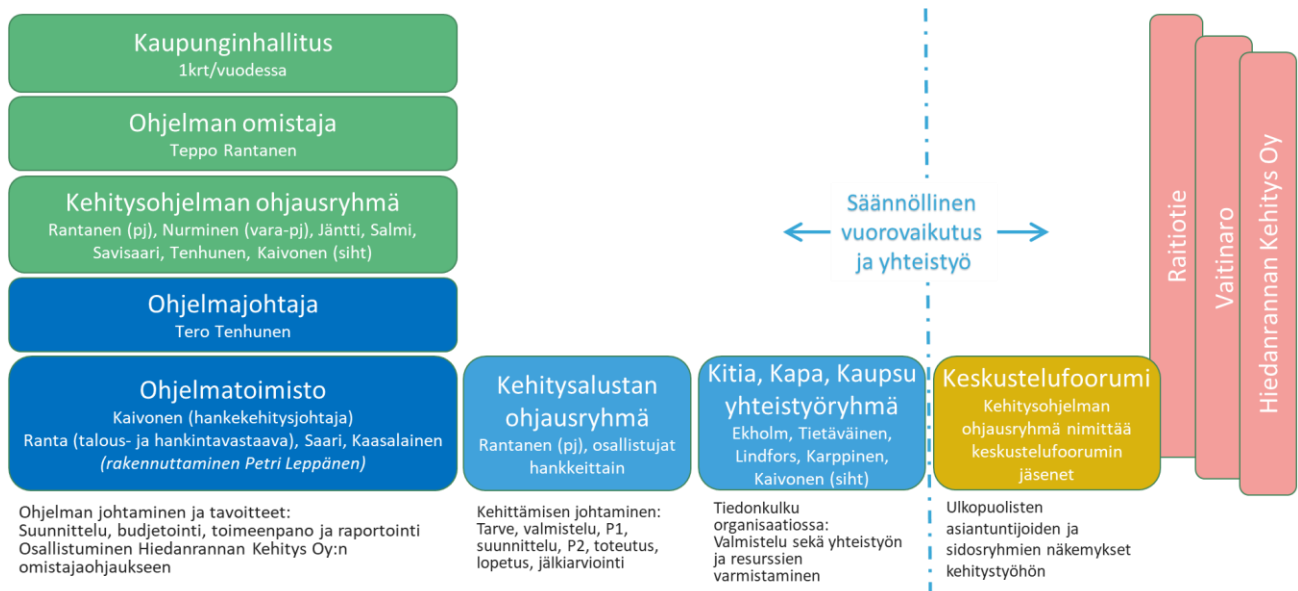 Kaupunginhallitus
1krt/vuodessa
Ohjelman omistaja
Teppo Rantanen
Kehitysohjelman ohjausryhmä
Rantanen (pj), Nurminen (vara-pj), Jäntti, Salmi,
Savisaari, Tenhunen, Kaivonen (siht)
Ohjelmajohtaja
Tero Tenhunen
Ohjelmatoimisto
Kaivonen (hankekehitysjohtaja)
Ranta (talous- ja hankintavastaava), Saari, Kaasalainen
(rakennuttaminen Petri Leppänen)
Ohjelman johtaminen ja tavoitteet:
Suunnittelu, budjetointi, toimeenpano ja raportointi
Osallistuminen Hiedanrannan Kehitys Oy:n
omistajaohjaukseen
Kehitysalustan
ohjausryhmä
Rantanen (pj), osallistujat
hankkeittain
Kehittämisen johtaminen:
Tarve, valmistelu, P1,
suunnittelu, P2, toteutus,
lopetus, jälkiarviointi
Kitia, Kapa, Kaupsu
yhteistyöryhmä
Ekholm, Tietäväinen,
Lindfors, Karppinen,
Kaivonen (siht)
Tiedonkulku
organisaatiossa:
Valmistelu sekä yhteistyön
ja resurssien
varmistaminen
Säännöllinen
vuorovaikutus
ja yhteistyö
Keskustelufoorumi
Kehitysohjelman
ohjausryhmä nimittää
keskustelufoorumin
jäsenet
Ulkopuolisten
asiantuntijoiden ja
sidosryhmien näkemykset
kehitystyöhön
Raitiotie
Vaitinaro
Hiedanrannan Kehitys Oy